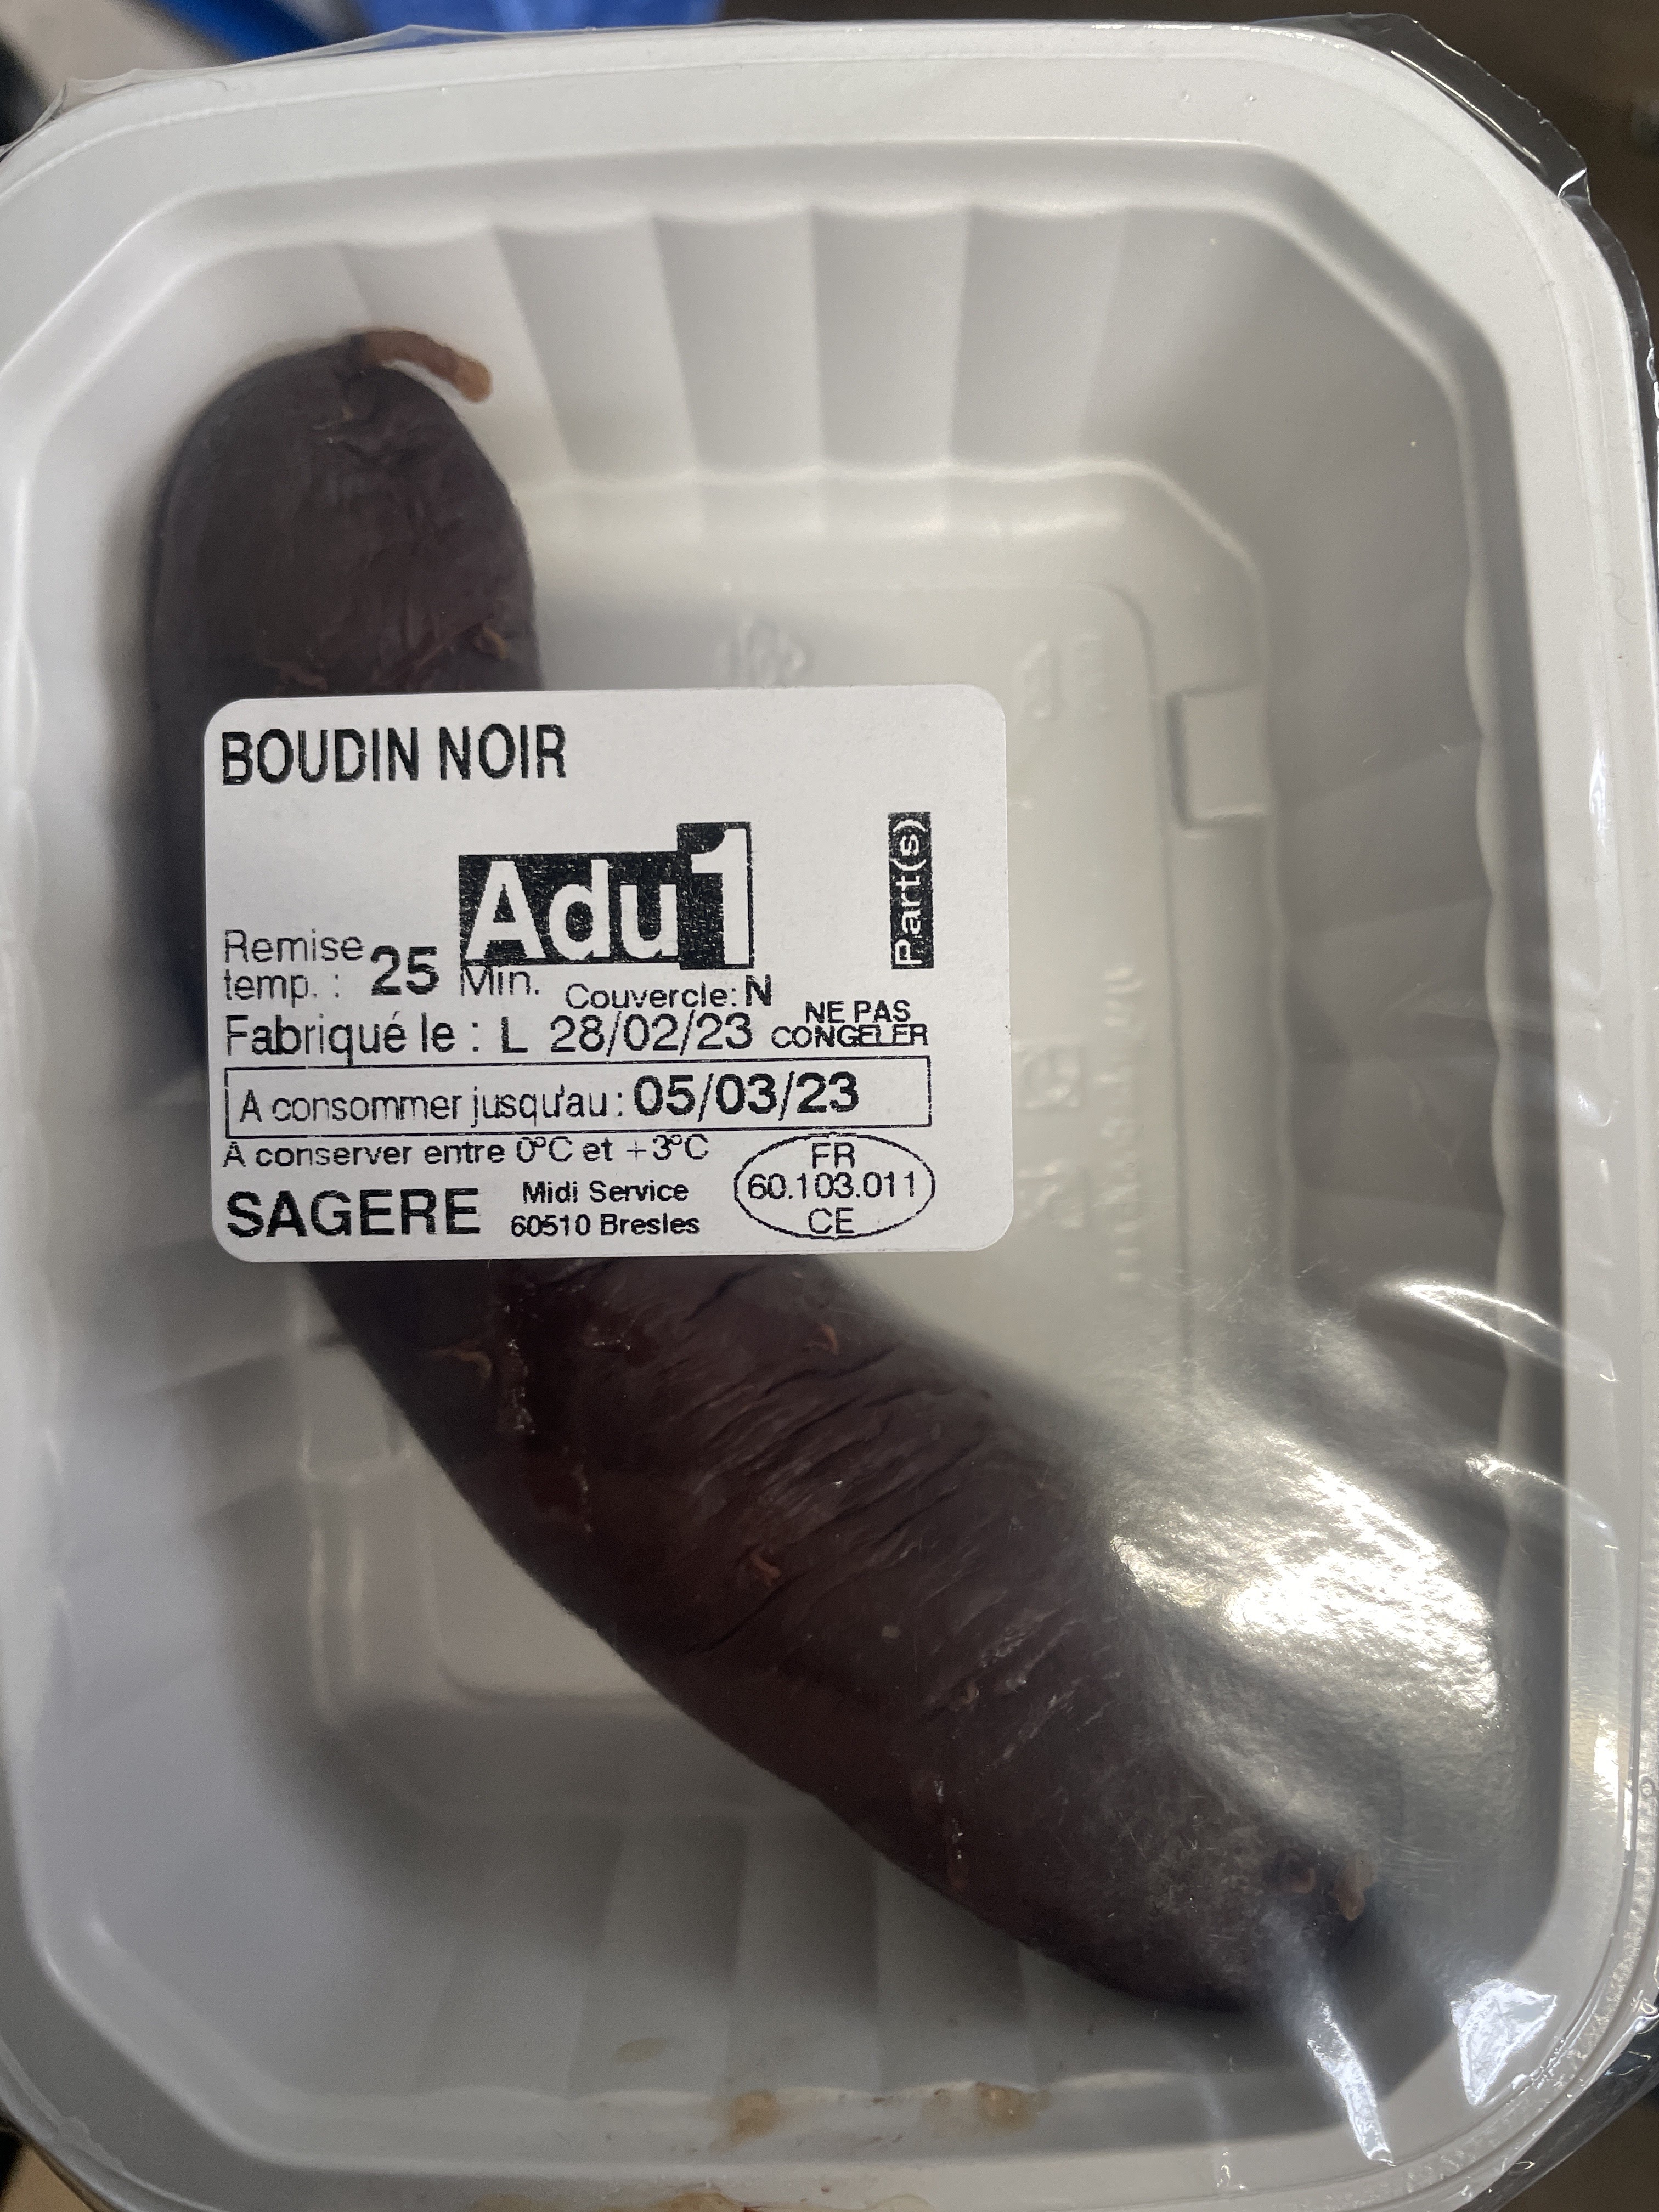 BOUDIN NOIR
Adu 1
Part(s)
Remise
temp. : 25 Min.
Couvercle: N
Fabriqué le : L 28/02/23
NE PAS
CONGELER
A consommer jusqu'au : 05/03/23
A conserver entre 0°C et +3°C
SAGERE
Midi Service
60510 Bresles
FR
60.103.011
CE